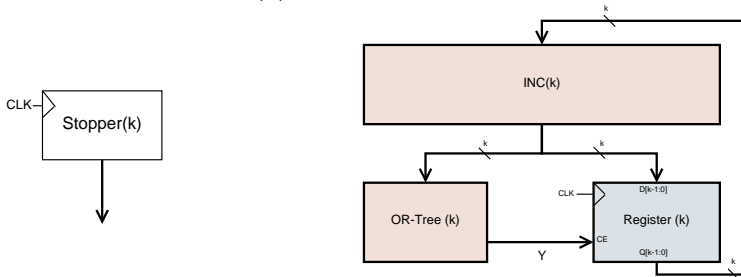 k
INC(k)
CLK
Stopper(k)
k
k
CLK
D[k-1:0]
OR-Tree (k)
Register (k)
CE
Y
Q[k-1:0]
k